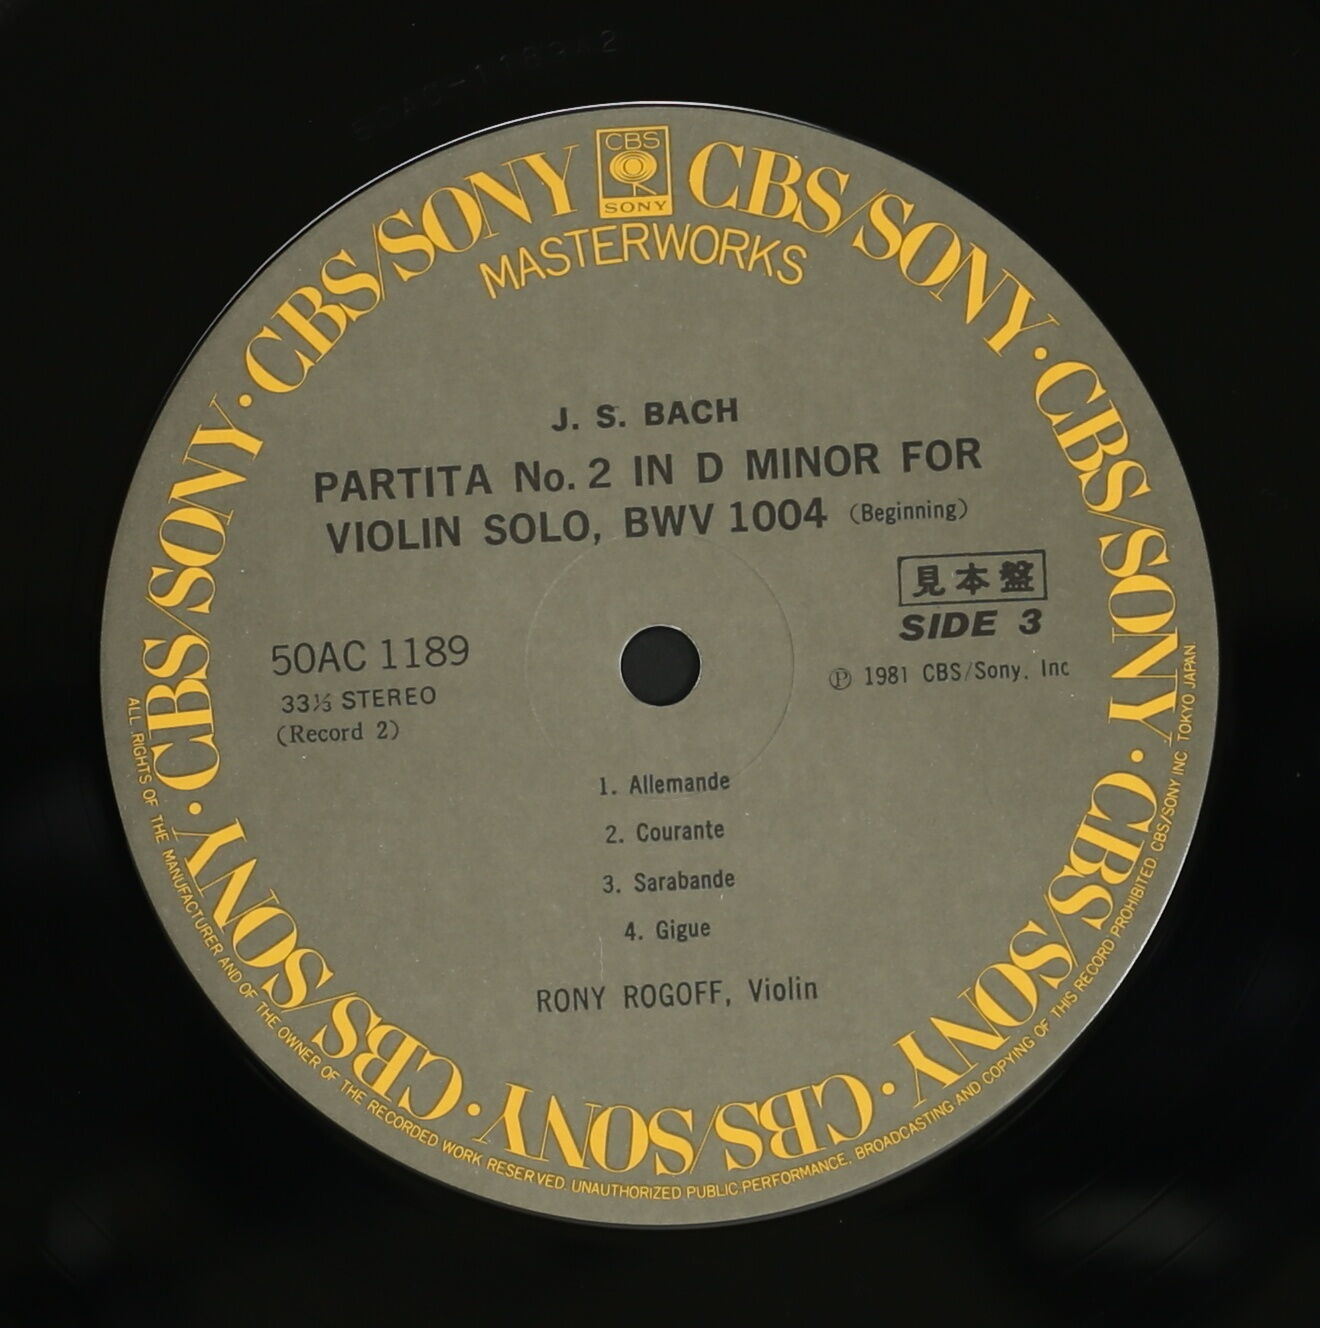 CBS
SONY
CBS/SONY · CBS/SONY · CBS/SONY · CBS/SONY · CBS/SONY · CBS/SONY · CBS/SONY · CBS/SONY
MASTERWORKS
J. S. BACH
PARTITA No. 2 IN D MINOR FOR
VIOLIN SOLO, BWV 1004 (Beginning)
見本盤
SIDE 3
50AC 1189
Ⓟ 1981 CBS/Sony, Inc
33⅓ STEREO
(Record 2)
1. Allemande
2. Courante
3. Sarabande
4. Gigue
RONY ROGOFF, Violin
ALL RIGHTS OF THE MANUFACTURER AND OF THE OWNER OF THE RECORDED WORK RESERVED. UNAUTHORIZED PUBLIC PERFORMANCE, BROADCASTING AND COPYING OF THIS RECORD PROHIBITED CBS/SONY INC. TOKYO JAPAN